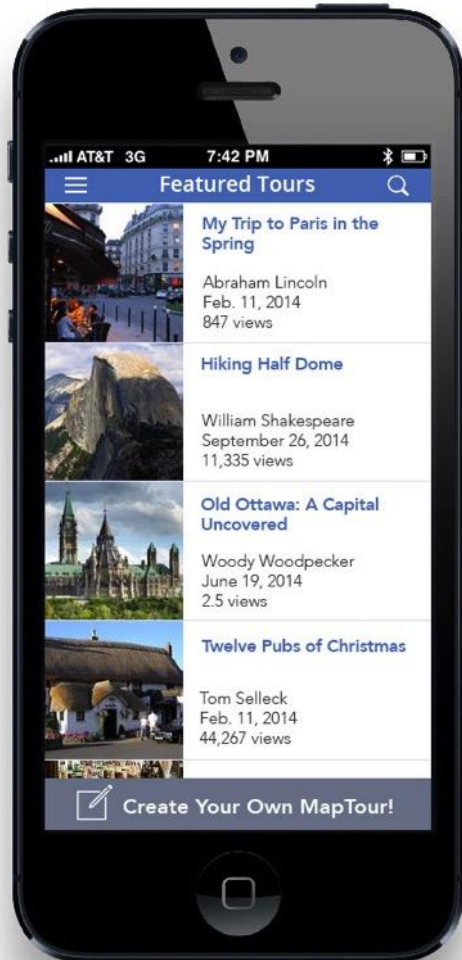 AT&T 3G 7:42 PM
Featured Tours
My Trip to Paris in the
Spring
Abraham Lincoln
Feb. 11, 2014
847 views
Hiking Half Dome
William Shakespeare
September 26, 2014
11,335 views
Old Ottawa: A Capital
Uncovered
Woody Woodpecker
June 19, 2014
2.5 views
Twelve Pubs of Christmas
Tom Selleck
Feb. 11, 2014
44,267 views
Create Your Own MapTour!